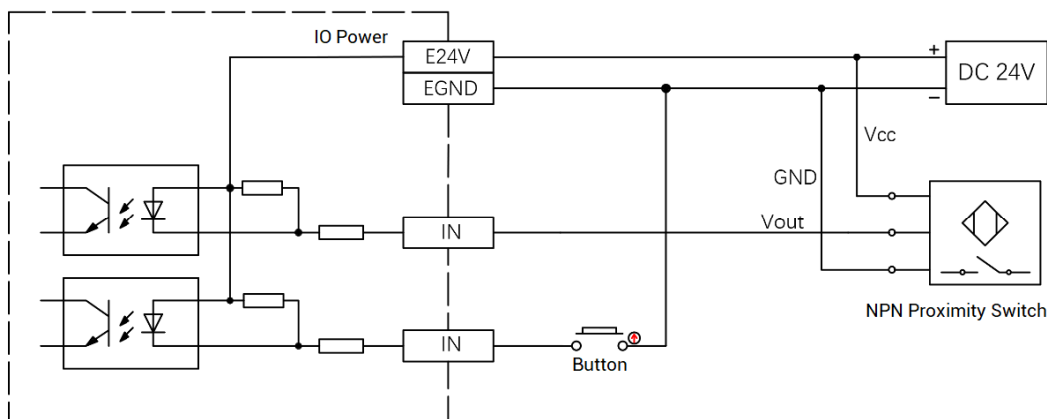 IO Power
E24V
EGND
+
DC 24V
−
Vcc
GND
IN
Vout
NPN Proximity Switch
IN
Button